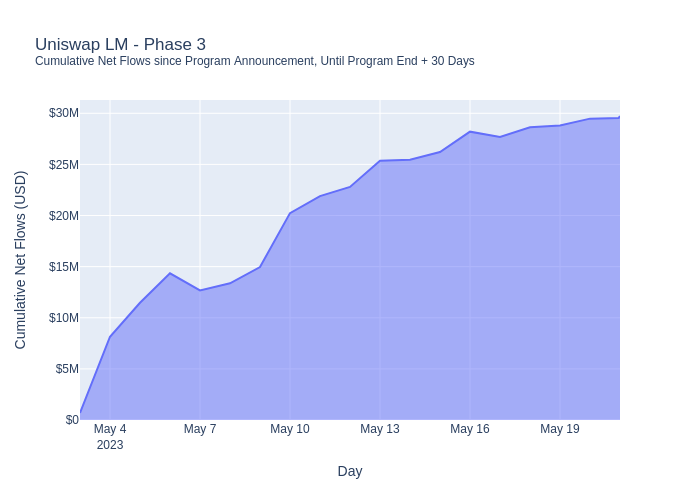 Uniswap LM - Phase 3
Cumulative Net Flows since Program Announcement, Until Program End + 30 Days
Cumulative Net Flows (USD)
$30M
$25M
$20M
$15M
$10M
$5M
$0
May 4 May 7 May 10 May 13 May 16 May 19
2023
Day